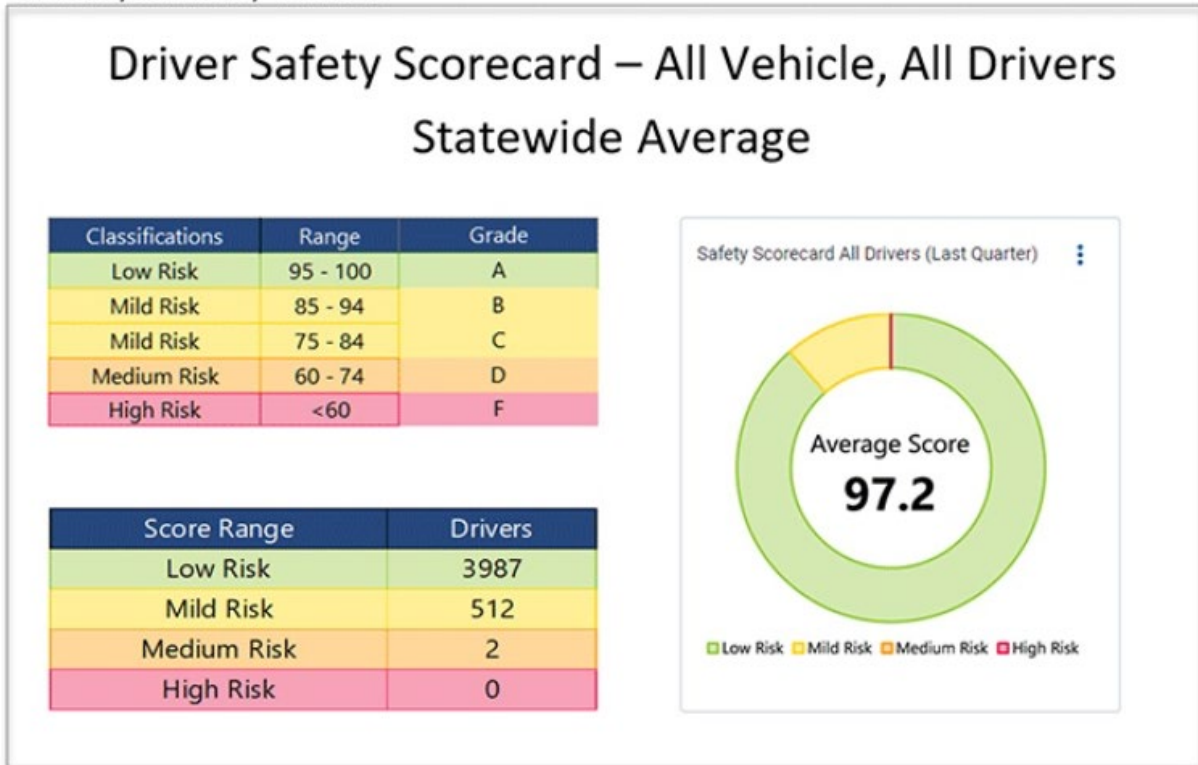 Driver Safety Scorecard – All Vehicle, All Drivers
Statewide Average
Classifications Range Grade
Low Risk 95 - 100 A
Mild Risk 85 - 94 B
Mild Risk 75 - 84 C
Medium Risk 60 - 74 D
High Risk <60 F
Score Range Drivers
Low Risk 3987
Mild Risk 512
Medium Risk 2
High Risk 0
Safety Scorecard All Drivers (Last Quarter)
Average Score
97.2
Low Risk Mild Risk Medium Risk High Risk